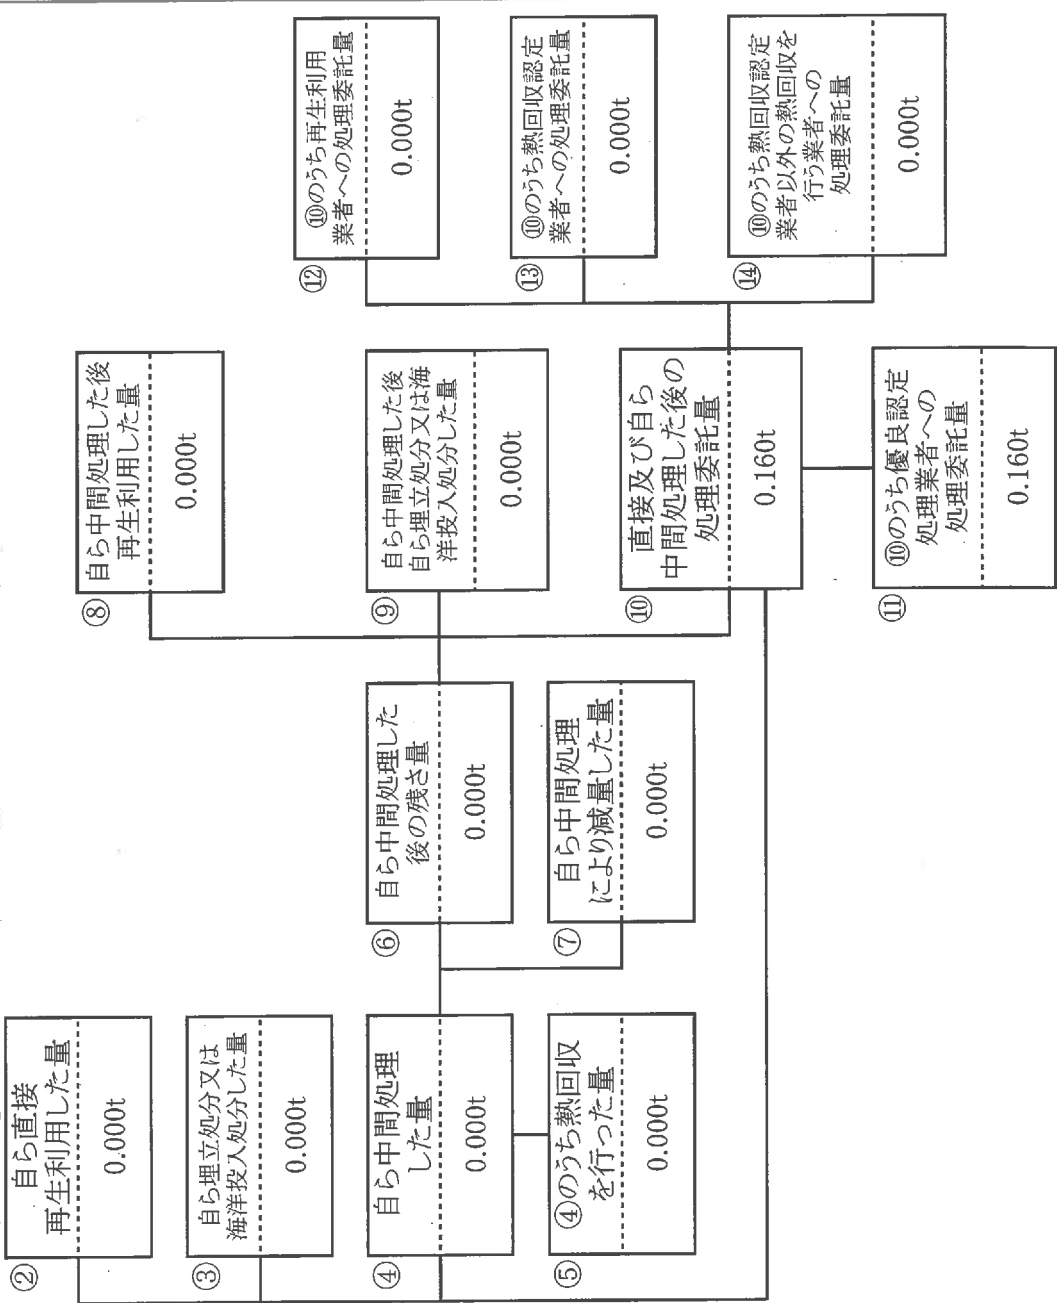 ②
自ら直接
再生利用した量
0.000t
③
自ら埋立処分又は
海洋投入処分した量
0.000t
④
自ら中間処理
した量
0.000t
⑤
④のうち熱回収
を行った量
0.000t
⑥
自ら中間処理した
後の残さ量
0.000t
⑦
自ら中間処理
により減量した量
0.000t
⑧
自ら中間処理した後
再生利用した量
0.000t
⑨
自ら中間処理した後
自ら埋立処分又は海
洋投入処分した量
0.000t
⑩
直接及び自ら
中間処理した後の
処理委託量
0.160t
⑪
⑩のうち優良認定
処理業者への
処理委託量
0.160t
⑫
⑩のうち再生利用
業者への処理委託量
0.000t
⑬
⑩のうち熱回収認定
業者への処理委託量
0.000t
⑭
⑩のうち熱回収認定
業者以外の熱回収を
行う業者への
処理委託量
0.000t